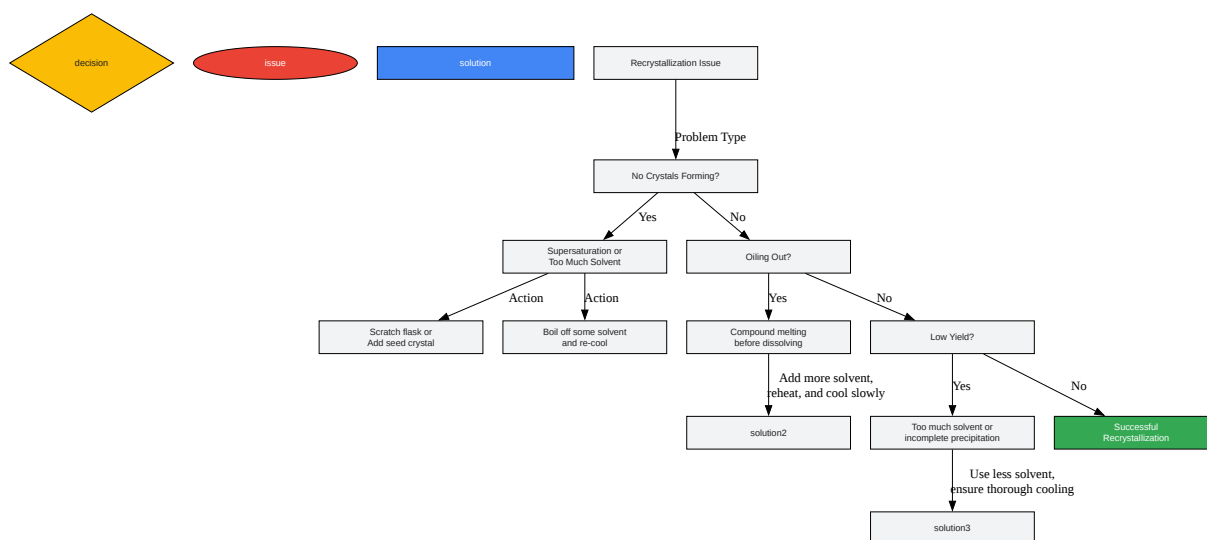 decision
issue
solution
Recrystallization Issue
Problem Type
No Crystals Forming?
Yes
No
Supersaturation or
Too Much Solvent
Oiling Out?
Action
Action
Yes
No
Scratch flask or
Add seed crystal
Boil off some solvent
and re-cool
Compound melting
before dissolving
Low Yield?
Add more solvent,
reheat, and cool slowly
Yes
No
solution2
Too much solvent or
incomplete precipitation
Successful
Recrystallization
Use less solvent,
ensure thorough cooling
solution3